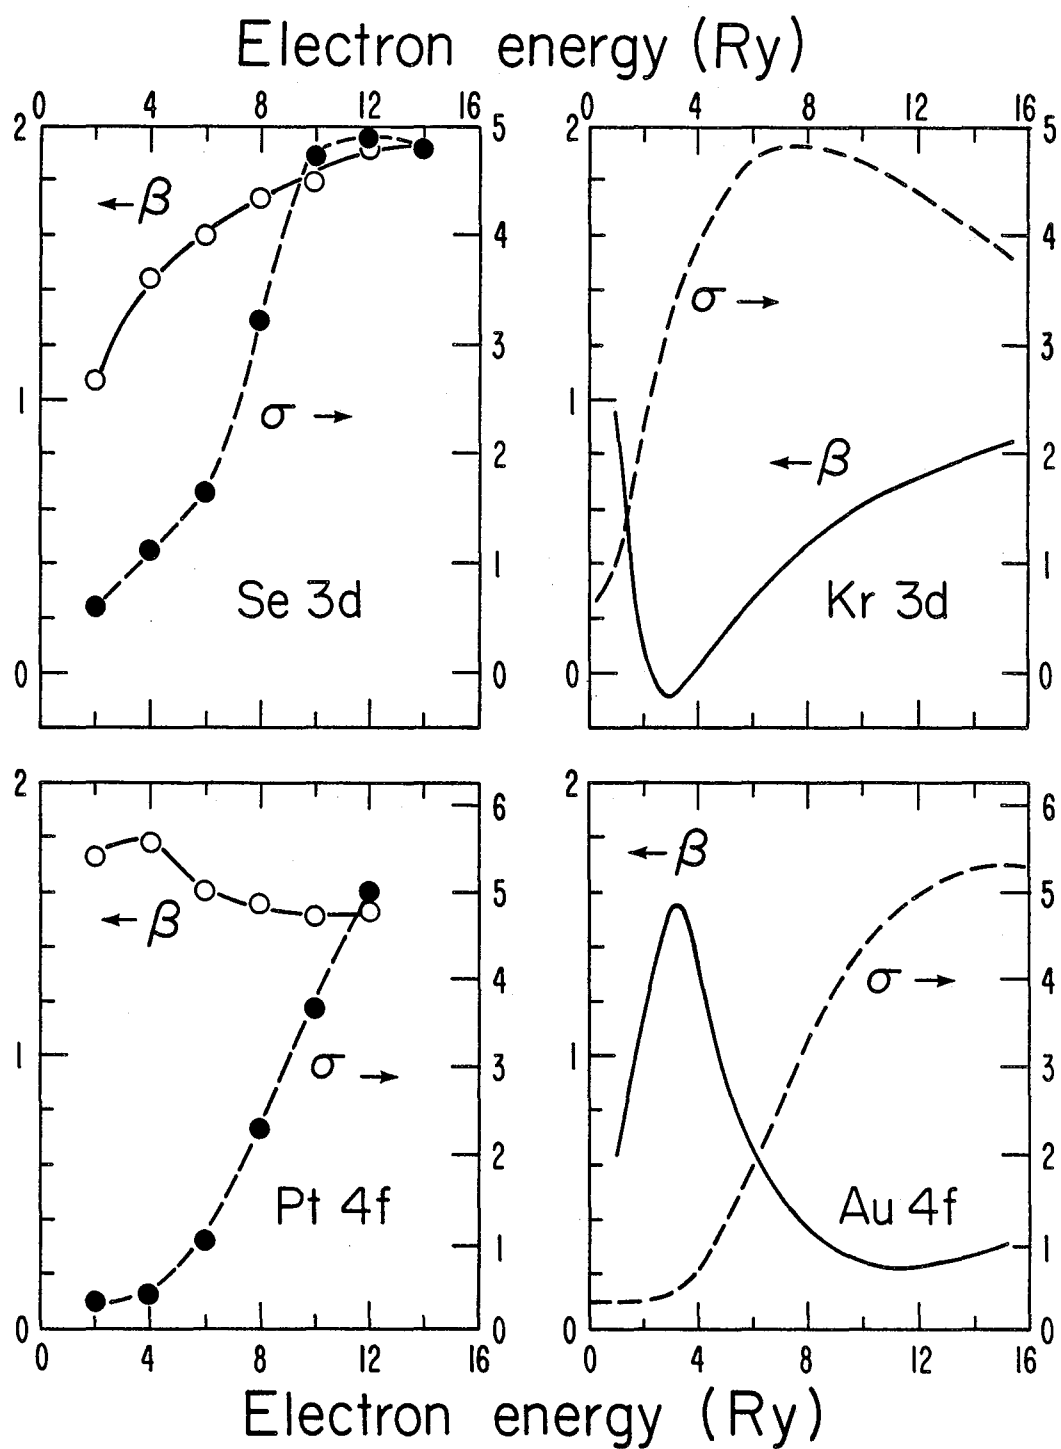 Electron energy (Ry)
0 4 8 12 16 0 4 8 12 16
2 5 2 5
← β
4 4
σ →
3 3
1 1
σ →
2 ← β 2
1 1
Se 3d Kr 3d
0 0 0 0
2 6 2 6
← β
5 5
← β
4 σ → 4
1 σ → 3 1 3
2 2
Pt 4f Au 4f
1 1
0 0 0 0
0 4 8 12 16 0 4 8 12 16
Electron energy (Ry)